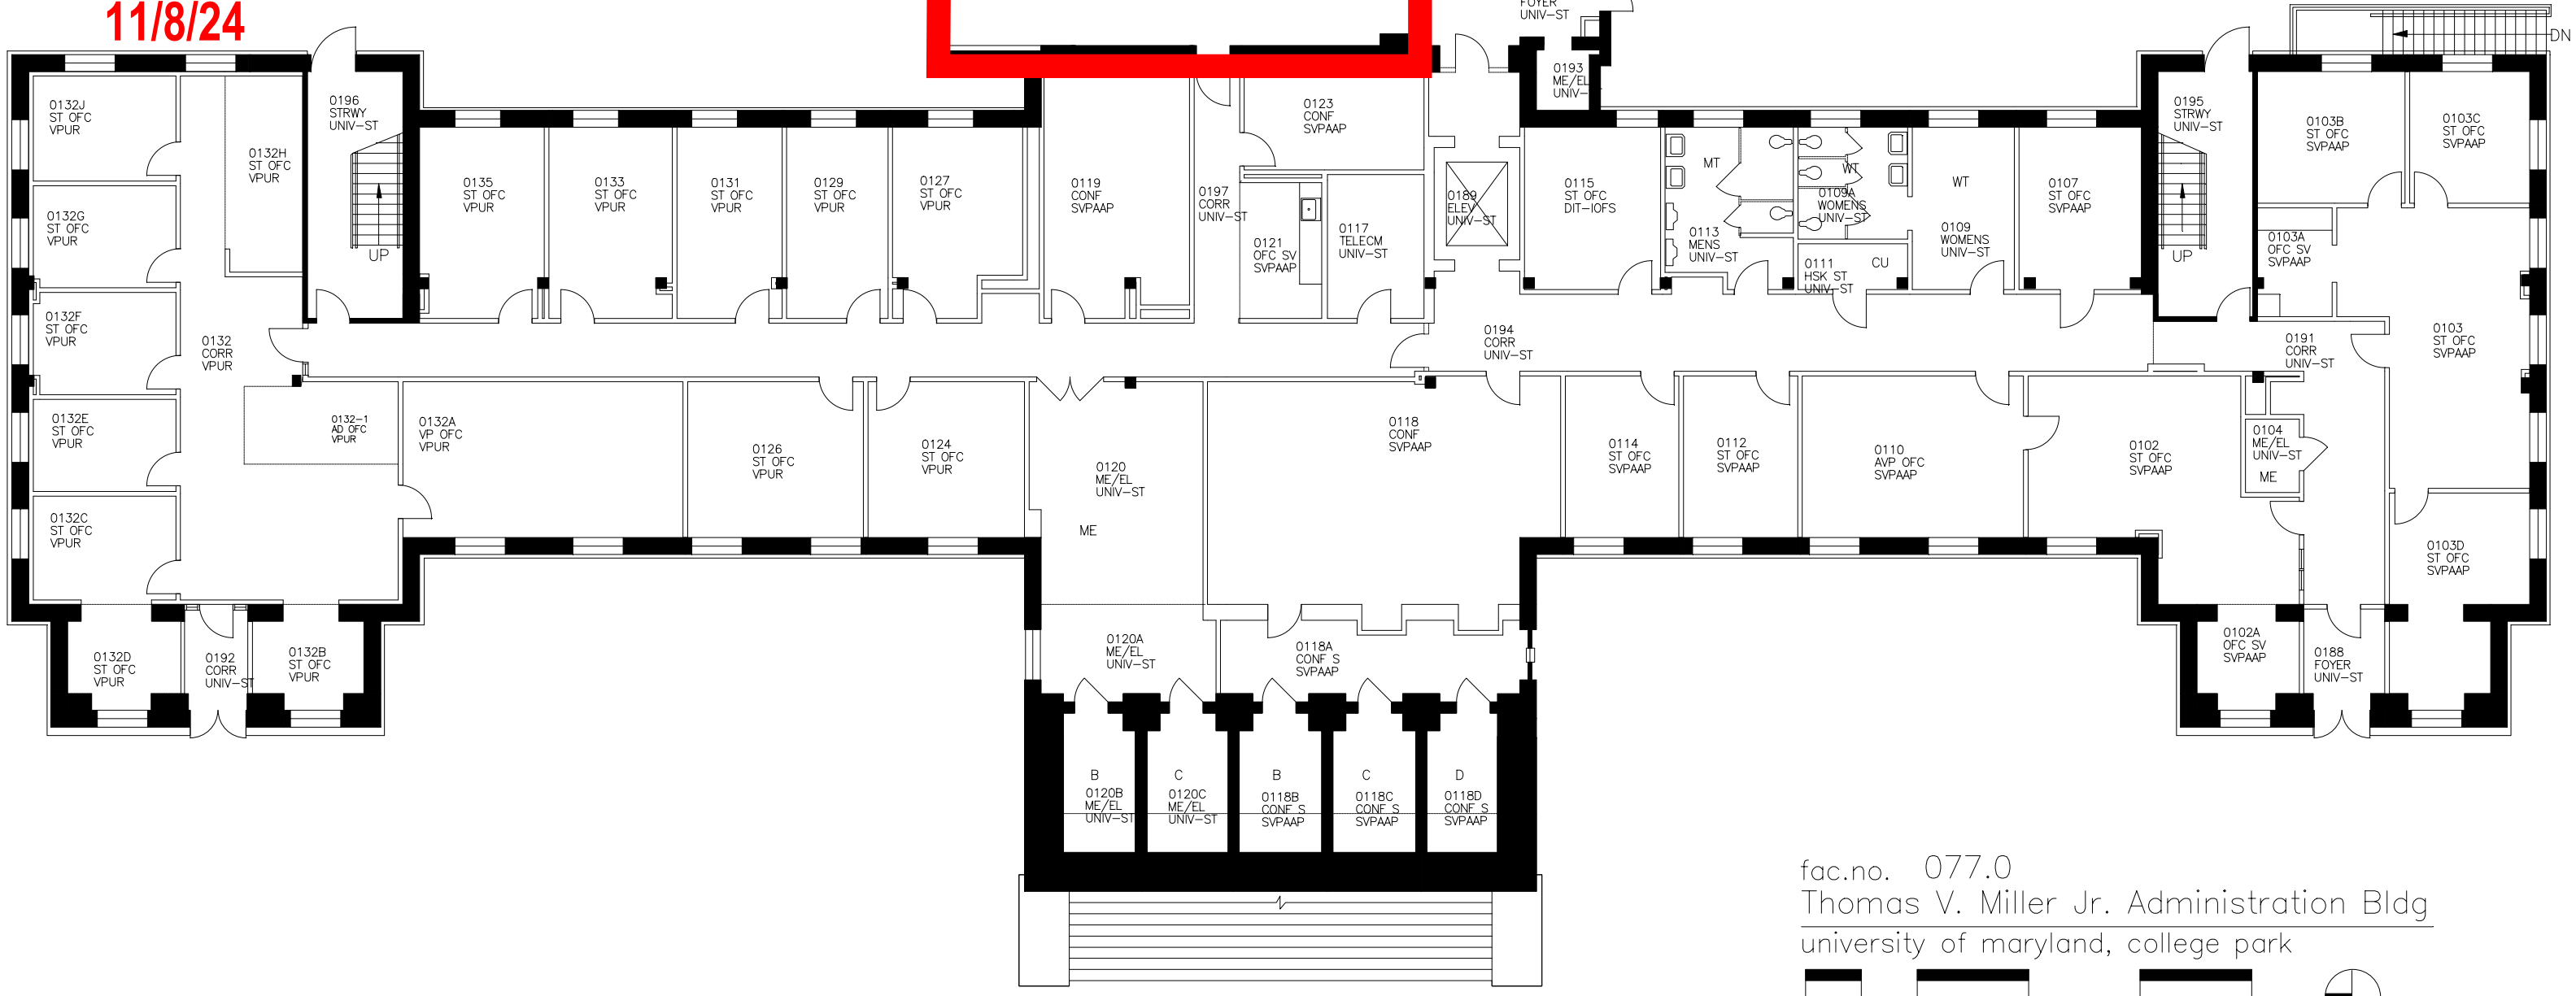 11/8/24
FOYER
UNIV-ST
DN
0193
ME/EL
UNIV-
0132J
ST OFC
VPUR
0196
STRWY
UNIV-ST
0123
CONF
SVPAAP
0195
STRWY
UNIV-ST
0103B
ST OFC
SVPAAP
0103C
ST OFC
SVPAAP
0132H
ST OFC
VPUR
0135
ST OFC
VPUR
0133
ST OFC
VPUR
0131
ST OFC
VPUR
0129
ST OFC
VPUR
0127
ST OFC
VPUR
0119
CONF
SVPAAP
0197
CORR
UNIV-ST
0189
ELEV
UNIV-ST
0115
ST OFC
DIT-IOFS
MT
WT
0109A
WOMENS
UNIV-ST
WT
0107
ST OFC
SVPAAP
0132G
ST OFC
VPUR
UP
0121
OFC SV
SVPAAP
0117
TELECM
UNIV-ST
0113
MENS
UNIV-ST
0111
HSK ST
UNIV-ST
CU
0109
WOMENS
UNIV-ST
UP
0103A
OFC SV
SVPAAP
0132F
ST OFC
VPUR
0132
CORR
VPUR
0194
CORR
UNIV-ST
0191
CORR
UNIV-ST
0103
ST OFC
SVPAAP
0132E
ST OFC
VPUR
0132-1
AD OFC
VPUR
0132A
VP OFC
VPUR
0126
ST OFC
VPUR
0124
ST OFC
VPUR
0120
ME/EL
UNIV-ST
ME
0118
CONF
SVPAAP
0114
ST OFC
SVPAAP
0112
ST OFC
SVPAAP
0110
AVP OFC
SVPAAP
0102
ST OFC
SVPAAP
0104
ME/EL
UNIV-ST
ME
0132C
ST OFC
VPUR
0103D
ST OFC
SVPAAP
0132D
ST OFC
VPUR
0192
CORR
UNIV-ST
0132B
ST OFC
VPUR
0120A
ME/EL
UNIV-ST
0118A
CONF S
SVPAAP
0102A
OFC SV
SVPAAP
0188
FOYER
UNIV-ST
B
0120B
ME/EL
UNIV-ST
C
0120C
ME/EL
UNIV-ST
B
0118B
CONF S
SVPAAP
C
0118C
CONF S
SVPAAP
D
0118D
CONF S
SVPAAP
fac.no. 077.0
Thomas V. Miller Jr. Administration Bldg
university of maryland, college park